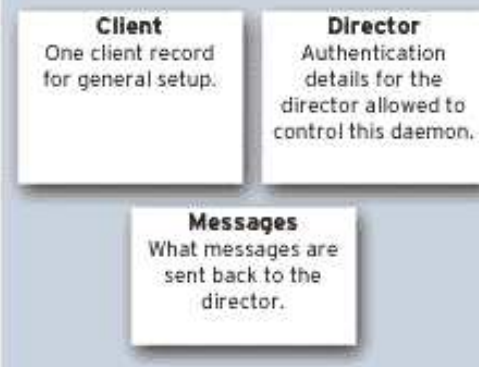 Client
One client record
for general setup.
Director
Authentication
details for the
director allowed to
control this daemon.
Messages
What messages are
sent back to the
director.